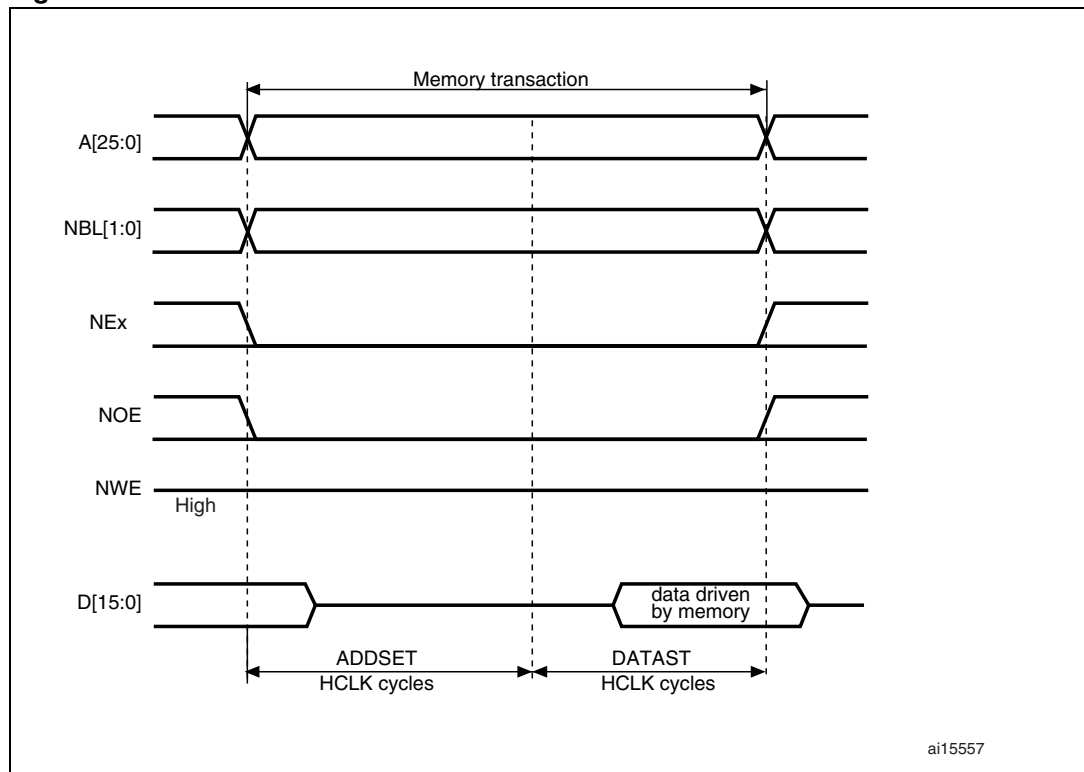 Memory transaction
A[25:0]
NBL[1:0]
NEx
NOE
NWE
High
D[15:0]
data driven
by memory
ADDSET
HCLK cycles
DATAST
HCLK cycles
ai15557